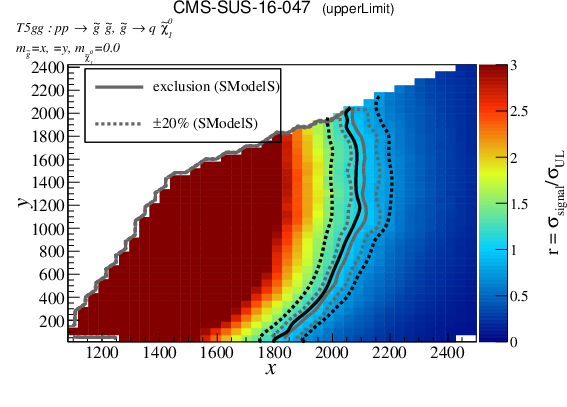 CMS-SUS-16-047 (upperLimit)
T5gg : pp → g̃ g̃, g̃ → q χ̃₁⁰
m_g̃=x, =y, m_χ̃₁⁰=0.0
exclusion (SModelS)
±20% (SModelS)
2400
2200
2000
1800
1600
1400
1200
1000
800
600
400
200
y
1200 1400 1600 1800 2000 2200 2400
x
3
2.5
2
1.5
1
0.5
0
r = σ_signal/σ_UL